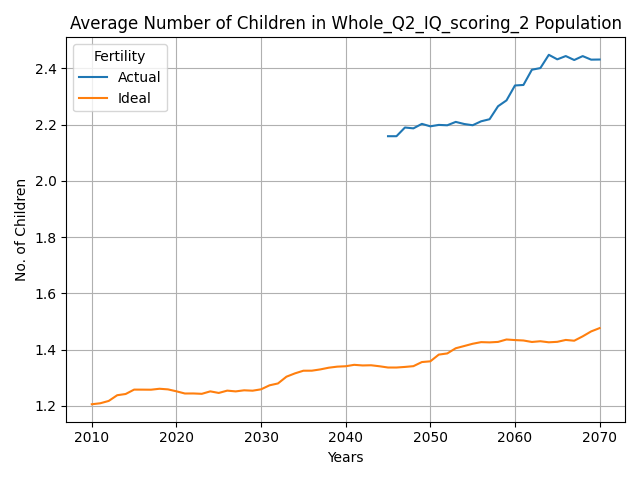 Average Number of Children in Whole_Q2_IQ_scoring_2 Population
Fertility
Actual
Ideal
No. of Children
2.4
2.2
2.0
1.8
1.6
1.4
1.2
2010 2020 2030 2040 2050 2060 2070
Years